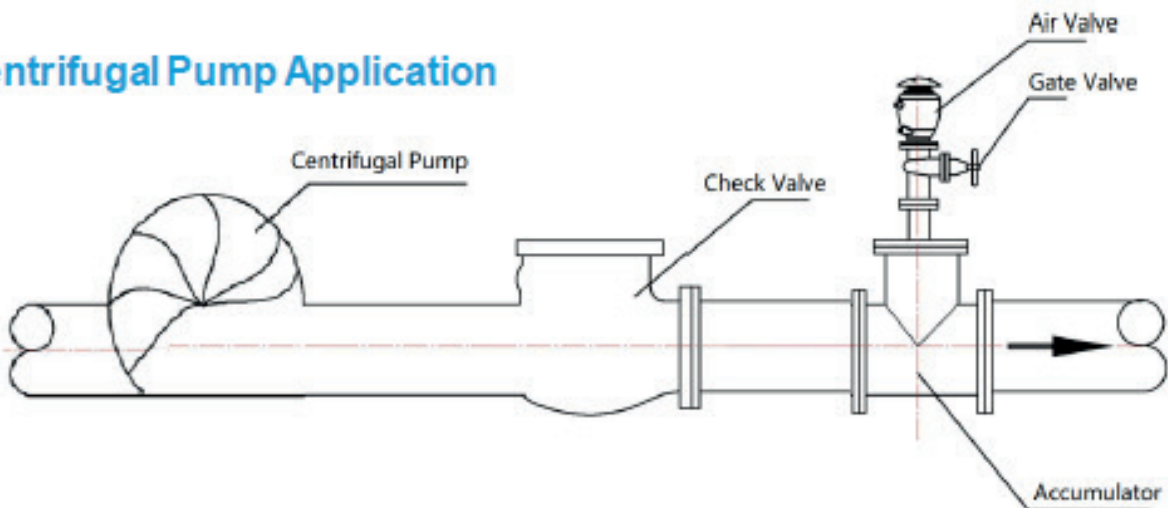 entrifugal Pump Application
Air Valve
Gate Valve
Centrifugal Pump
Check Valve
Accumulator